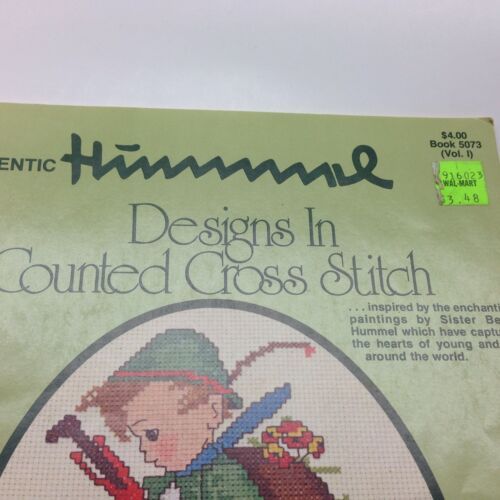 $4.00
Book 5073
(Vol. I)
ENTIC Hummel
916023
WAL-MART
3.48
Designs In
Counted Cross Stitch
...inspired by the enchanti
paintings by Sister Be
Hummel which have captu
the hearts of young and
around the world.